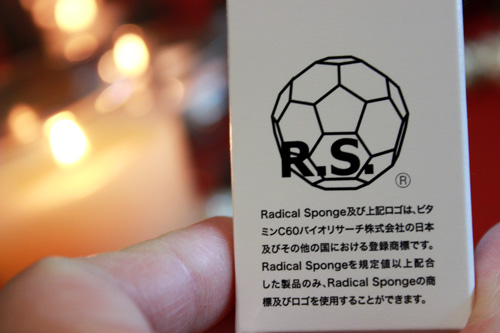 R.S.
®
Radical Sponge及び上記ロゴは、ビタ
ミンC60バイオリサーチ株式会社の日本
及びその他の国における登録商標です。
Radical Spongeを規定値以上配合
した製品のみ、Radical Spongeの商
標及びロゴを使用することができます。